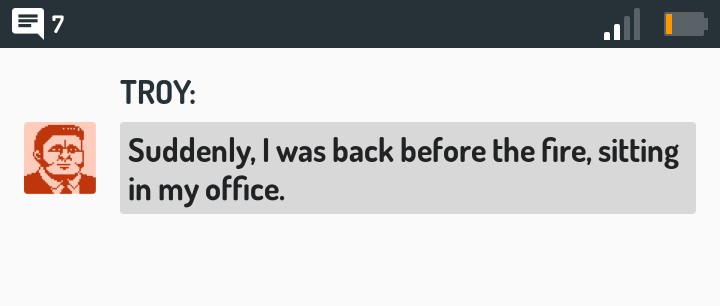 7
TROY:
Suddenly, I was back before the fire, sitting
in my office.